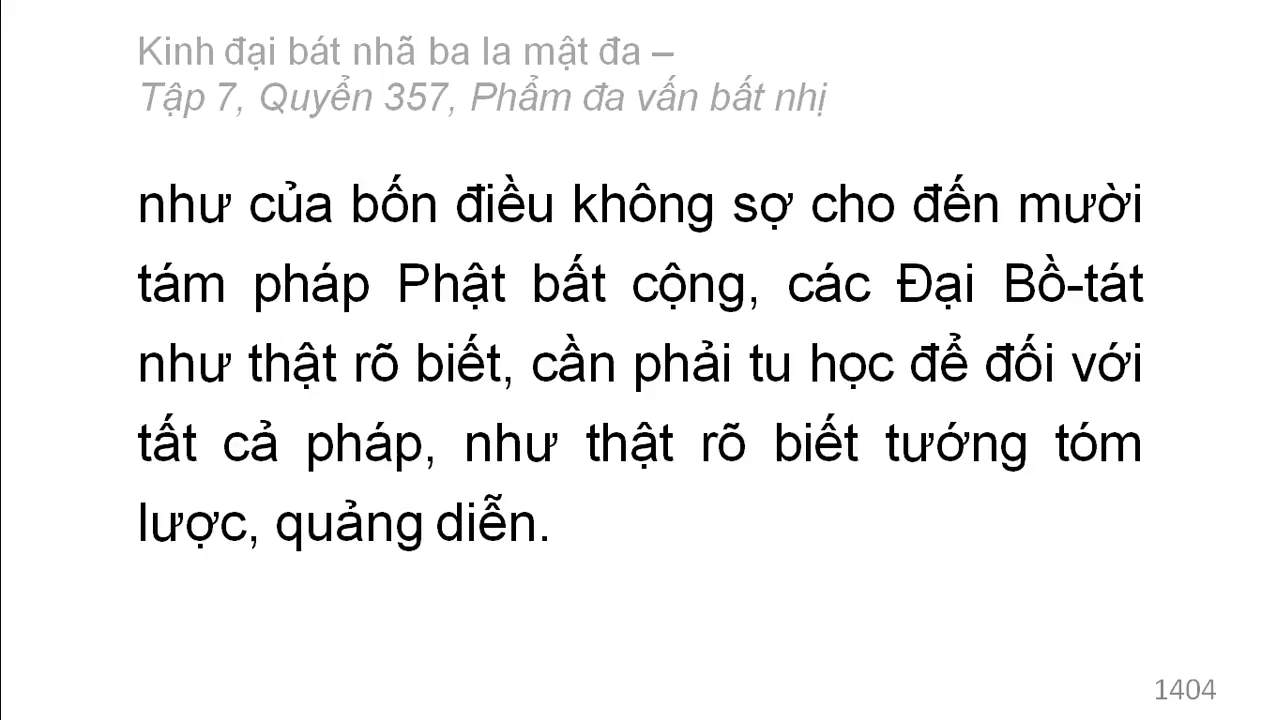 Kinh đại bát nhã ba la mật đa –
Tập 7, Quyển 357, Phẩm đa vấn bất nhị
như của bốn điều không sợ cho đến mười
tám pháp Phật bất cộng, các Đại Bồ-tát
như thật rõ biết, cần phải tu học để đối với
tất cả pháp, như thật rõ biết tướng tóm
lược, quảng diễn.
1404